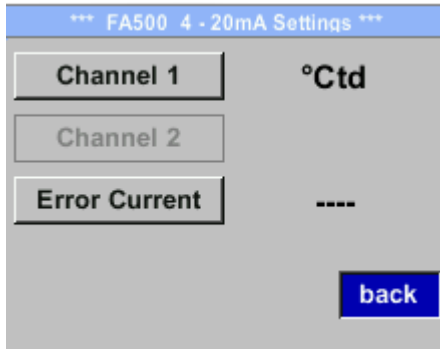 *** FA500 4 - 20mA Settings ***
Channel 1 °Ctd
Channel 2
Error Current ----
back